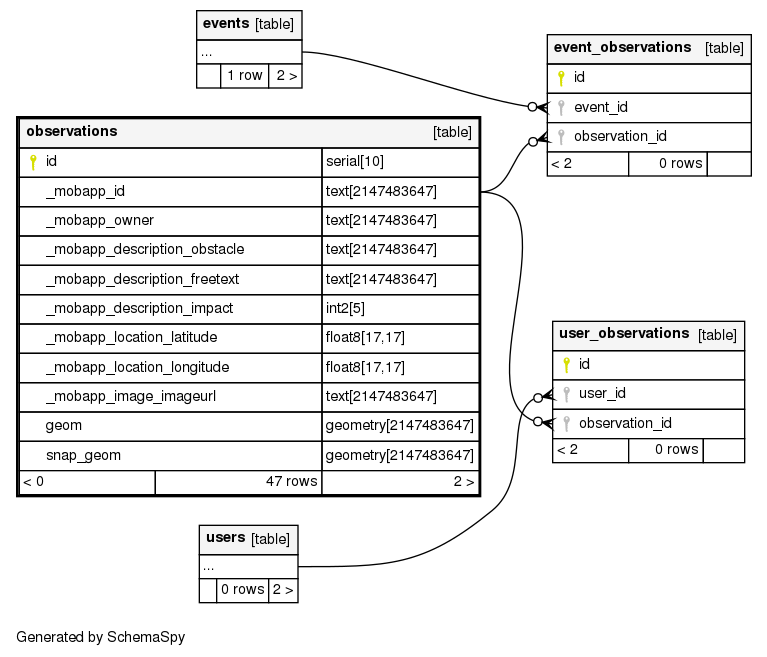 events [table]
...
1 row 2 >
observations [table]
id serial[10]
_mobapp_id text[2147483647]
_mobapp_owner text[2147483647]
_mobapp_description_obstacle text[2147483647]
_mobapp_description_freetext text[2147483647]
_mobapp_description_impact int2[5]
_mobapp_location_latitude float8[17,17]
_mobapp_location_longitude float8[17,17]
_mobapp_image_imageurl text[2147483647]
geom geometry[2147483647]
snap_geom geometry[2147483647]
< 0 47 rows 2 >
users [table]
...
0 rows 2 >
event_observations [table]
id
event_id
observation_id
< 2 0 rows
user_observations [table]
id
user_id
observation_id
< 2 0 rows
Generated by SchemaSpy